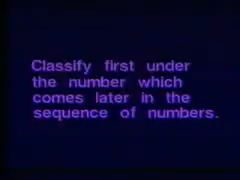 Classify first under
the number which
comes later in the
sequence of numbers.